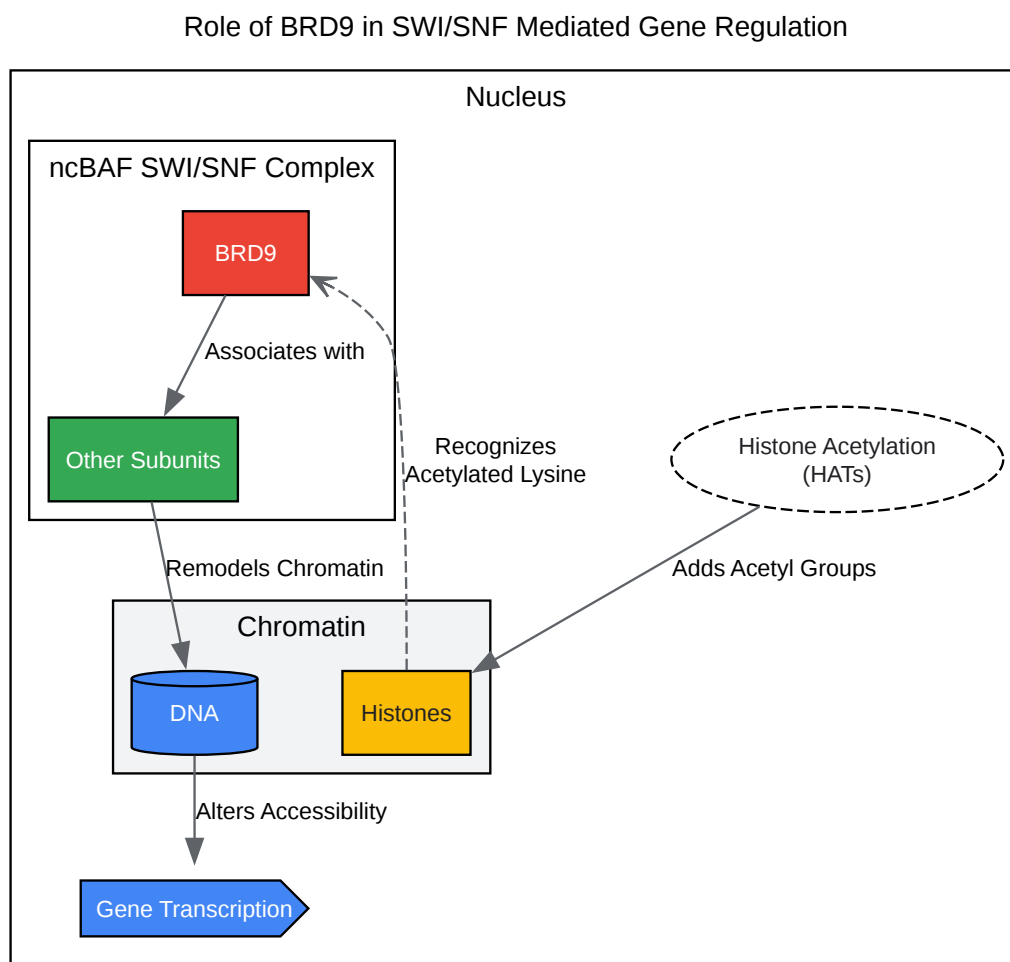 Role of BRD9 in SWI/SNF Mediated Gene Regulation
Nucleus
ncBAF SWI/SNF Complex
BRD9
Associates with
Other Subunits
Recognizes
Acetylated Lysine
Histone Acetylation
(HATs)
Remodels Chromatin
Adds Acetyl Groups
Chromatin
DNA
Histones
Alters Accessibility
Gene Transcription